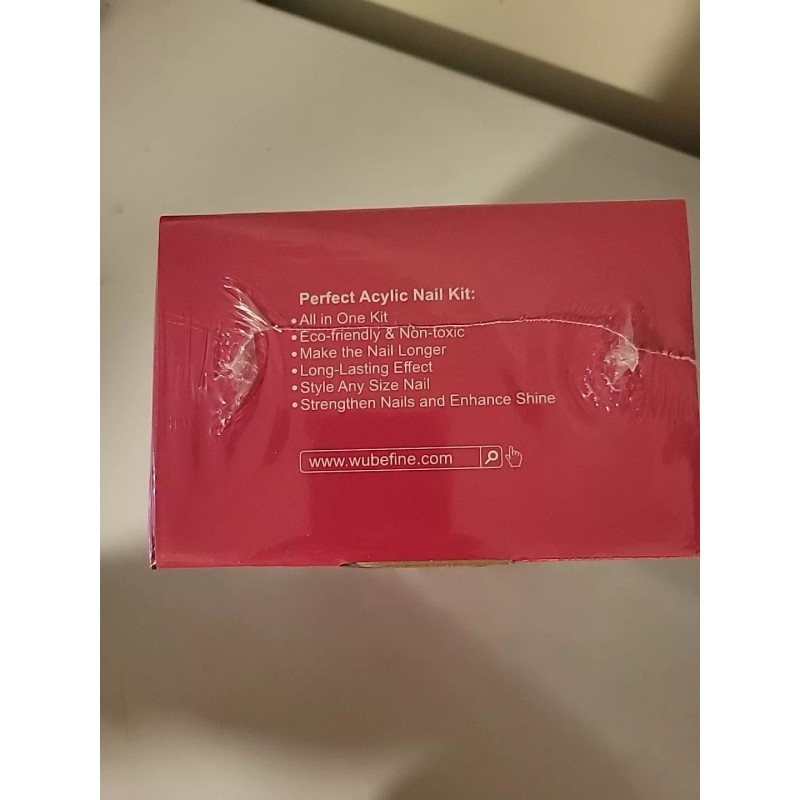 Perfect Acylic Nail Kit:
•All in One Kit
•Eco-friendly & Non-toxic
•Make the Nail Longer
•Long-Lasting Effect
•Style Any Size Nail
•Strengthen Nails and Enhance Shine
www.wubefine.com